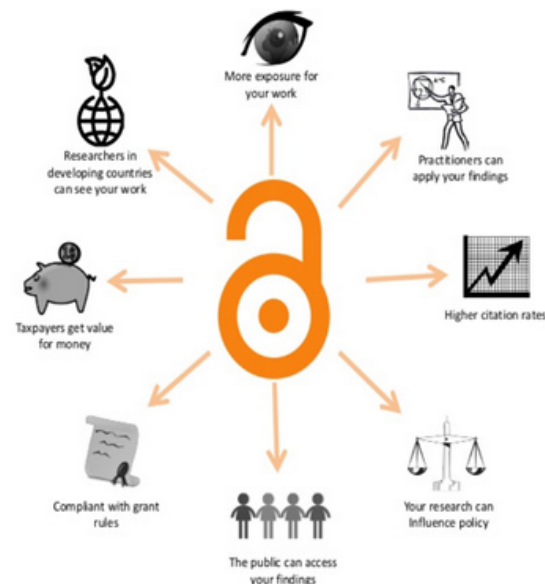 More exposure for
your work
Practitioners can
apply your findings
Higher citation rates
Your research can
Influence policy
The public can access
your findings
Compliant with grant
rules
Taxpayers get value
for money
Researchers in
developing countries
can see your work